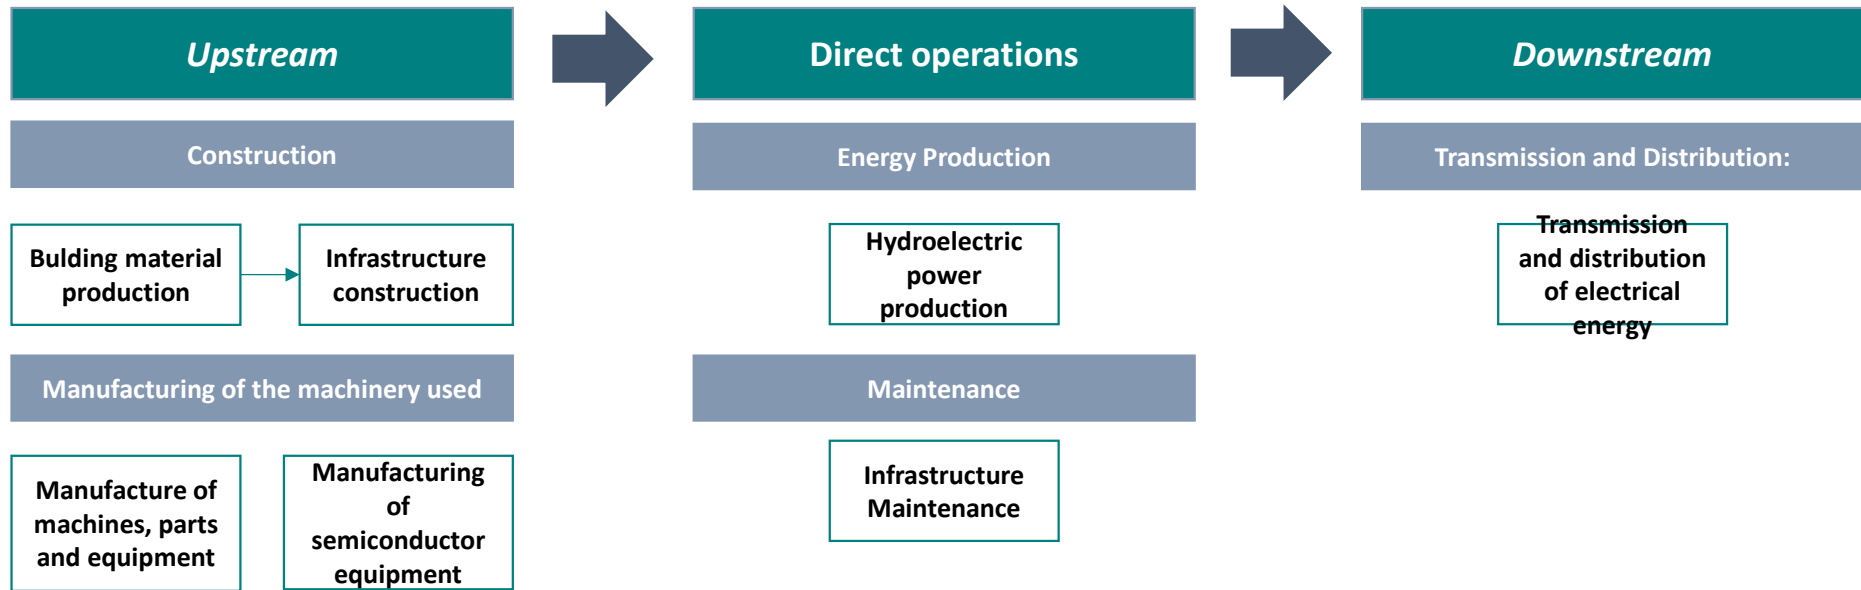 Upstream
Direct operations
Downstream
Construction
Energy Production
Transmission and Distribution:
Bulding material
production
Infrastructure
construction
Hydroelectric
power
production
Transmission
and distribution
of electrical
energy
Manufacturing of the machinery used
Maintenance
Manufacture of
machines, parts
and equipment
Manufacturing
of
semiconductor
equipment
Infrastructure
Maintenance